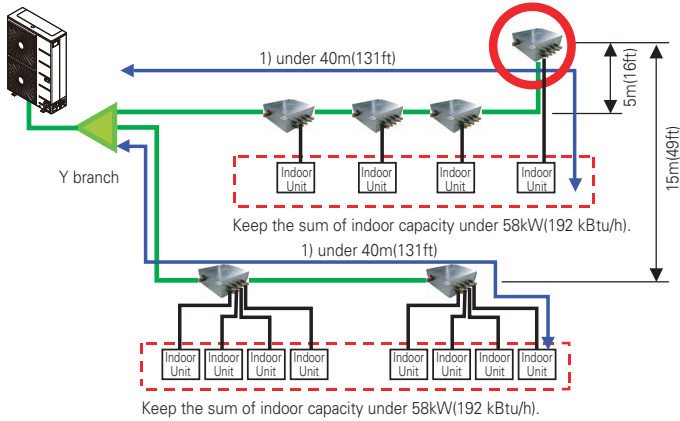 1) under 40m(131ft)
5m(16ft)
15m(49ft)
Y branch
Indoor
Unit
Indoor
Unit
Indoor
Unit
Indoor
Unit
Keep the sum of indoor capacity under 58kW(192 kBtu/h).
1) under 40m(131ft)
Indoor
Unit
Indoor
Unit
Indoor
Unit
Indoor
Unit
Indoor
Unit
Indoor
Unit
Indoor
Unit
Indoor
Unit
Keep the sum of indoor capacity under 58kW(192 kBtu/h).